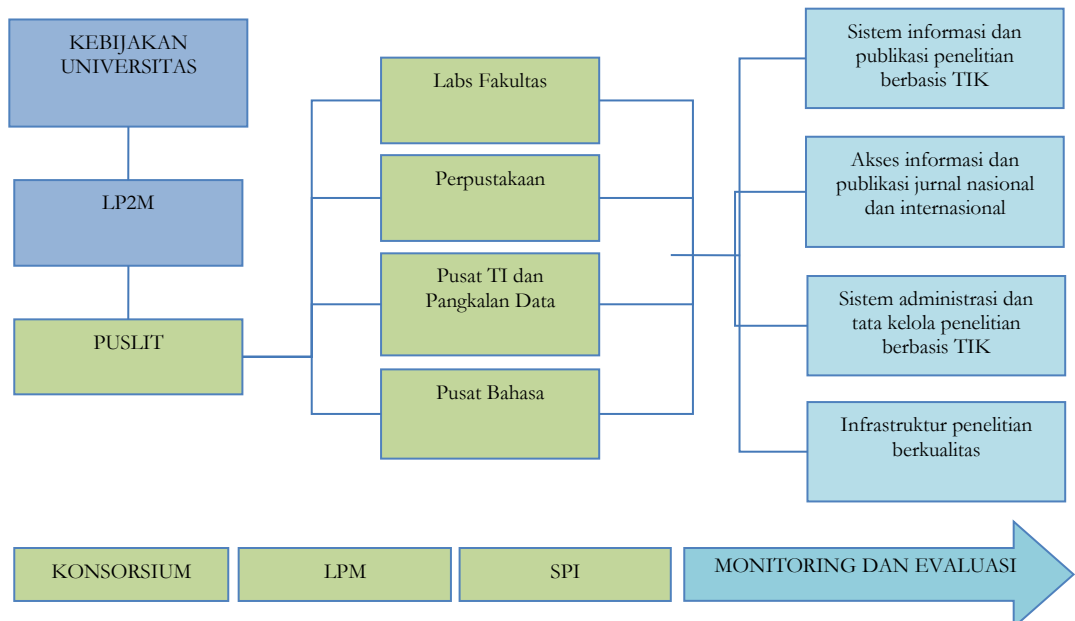 KEBIJAKAN
UNIVERSITAS
LP2M
PUSLIT
Labs Fakultas
Perpustakaan
Pusat TI dan
Pangkalan Data
Pusat Bahasa
Sistem informasi dan
publikasi penelitian
berbasis TIK
Akses informasi dan
publikasi jurnal nasional
dan internasional
Sistem administrasi dan
tata kelola penelitian
berbasis TIK
Infrastruktur penelitian
berkualitas
KONSORSIUM
LPM
SPI
MONITORING DAN EVALUASI